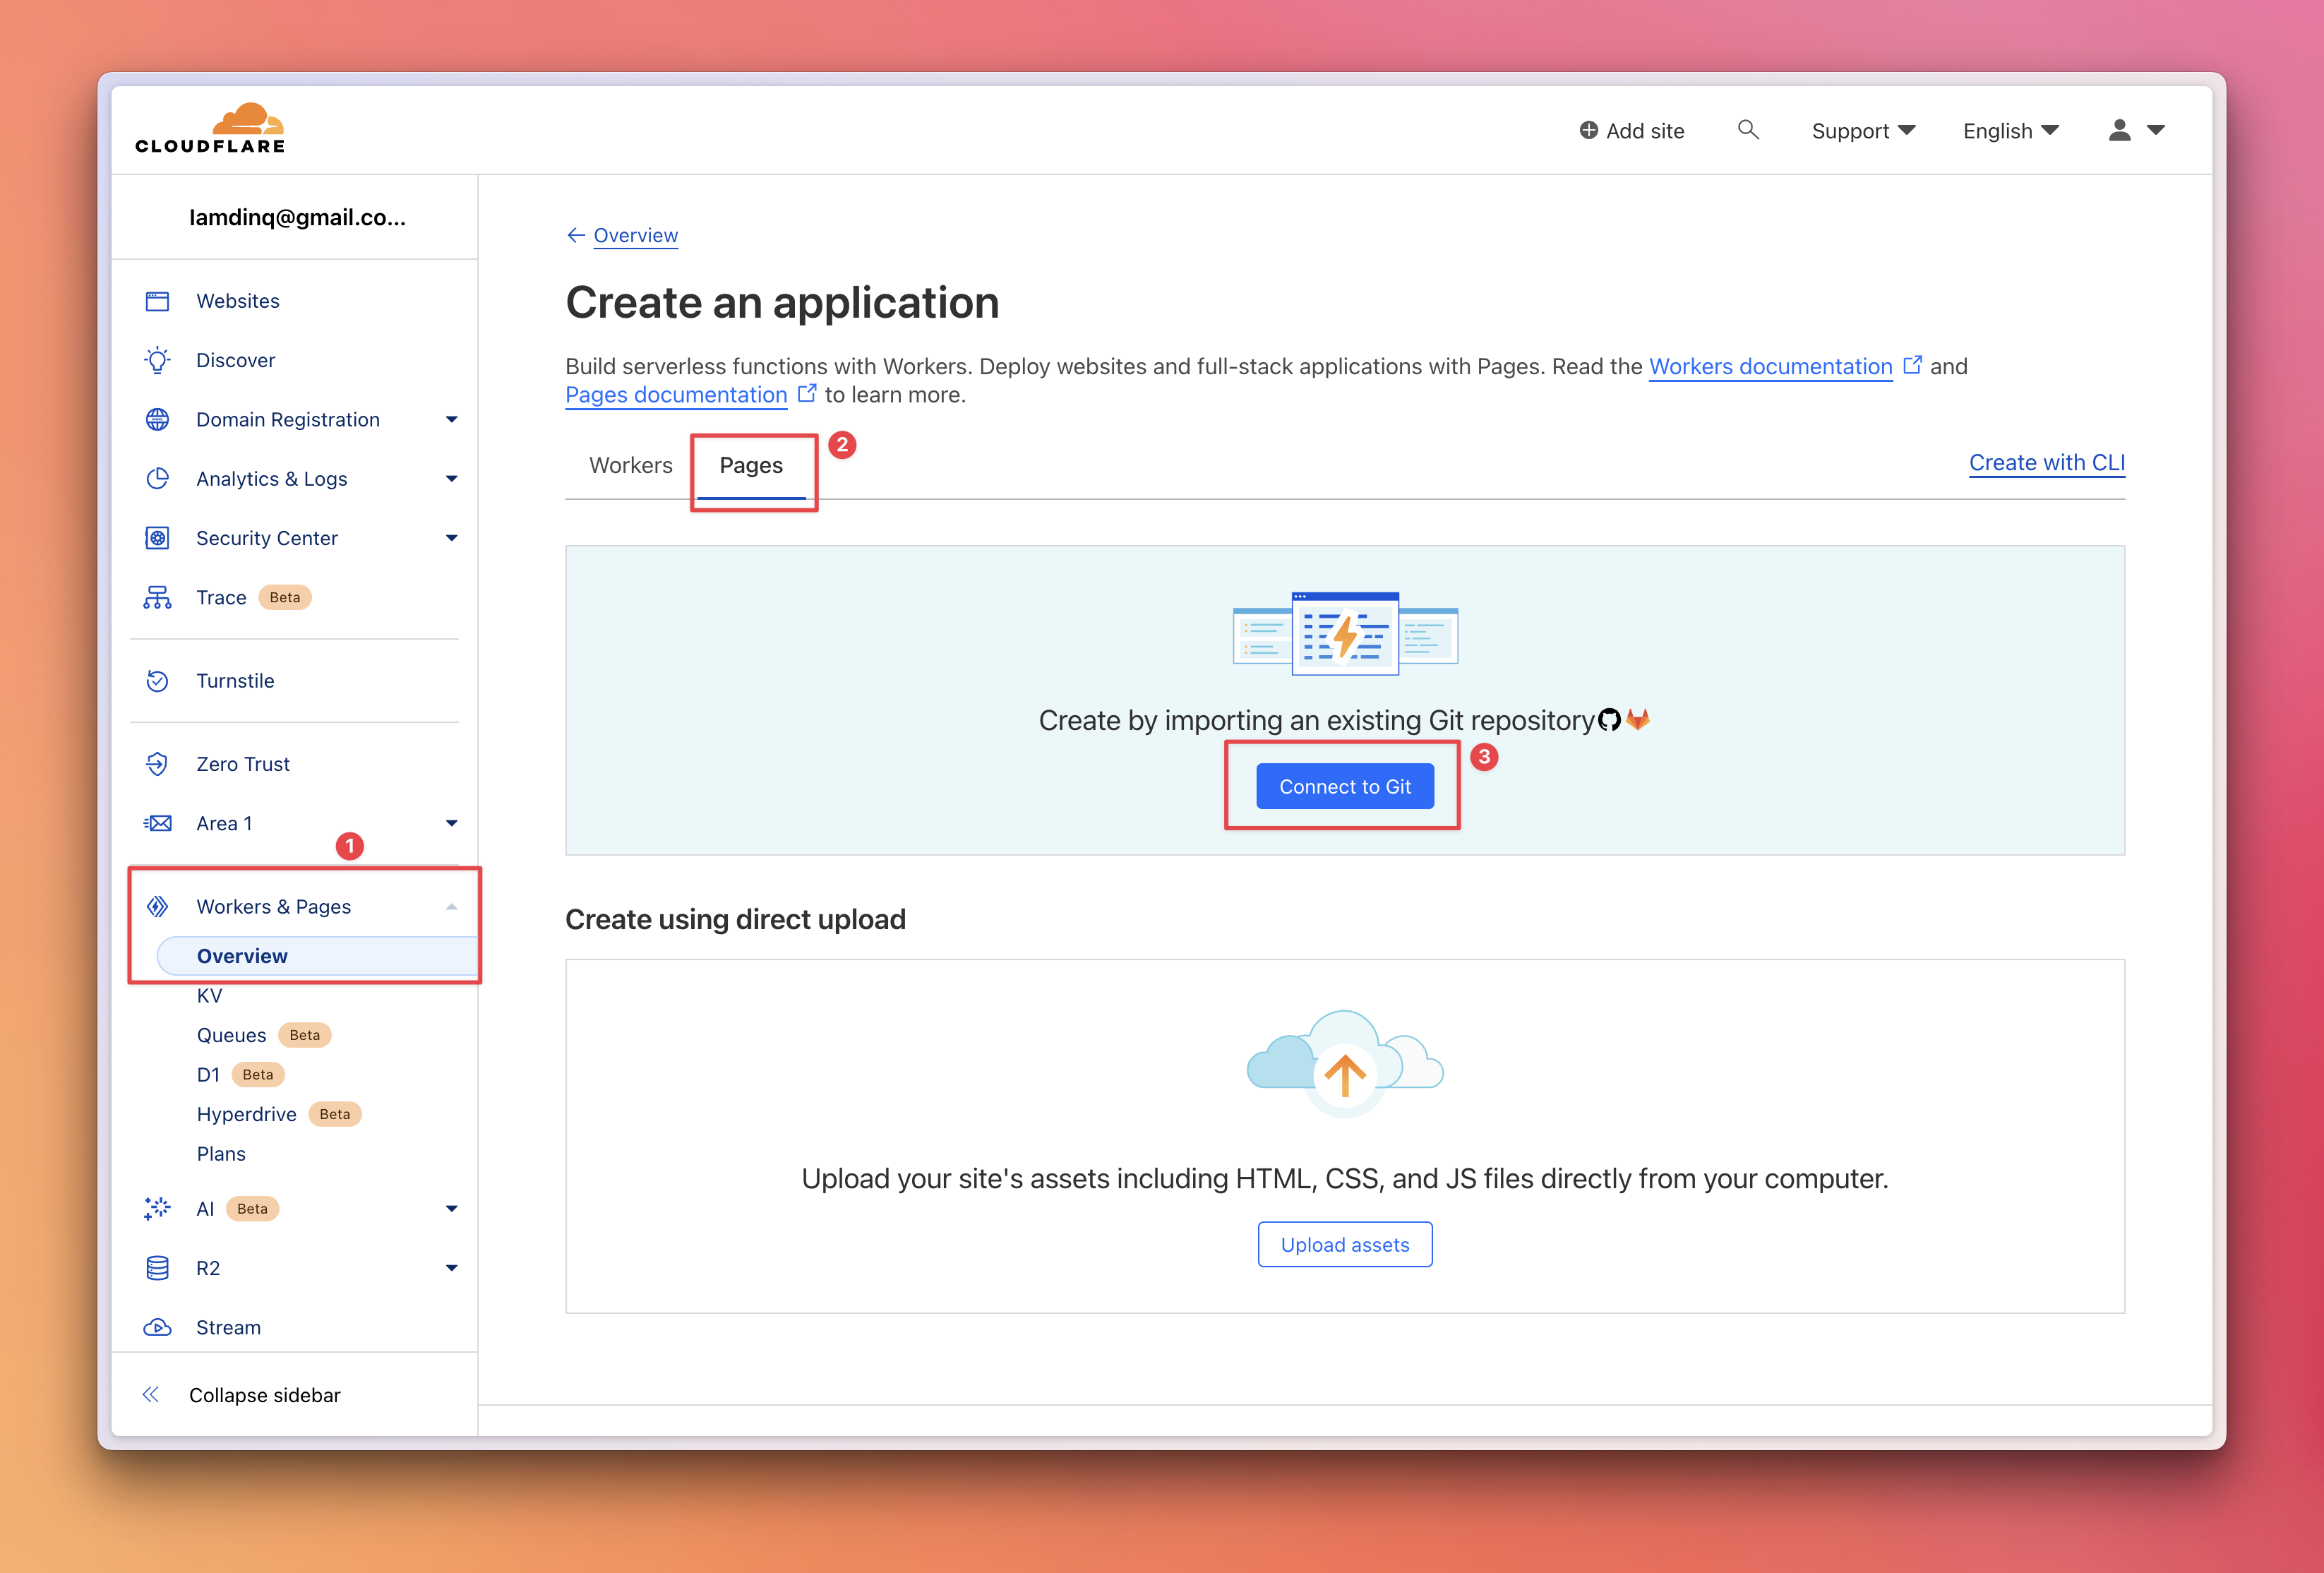 CLOUDFLARE
Add site
Support
English
lamdinq@gmail.co...
Websites
Discover
Domain Registration
Analytics & Logs
Security Center
Trace Beta
Turnstile
Zero Trust
Area 1
1
Workers & Pages
Overview
KV
Queues Beta
D1 Beta
Hyperdrive Beta
Plans
AI Beta
R2
Stream
Collapse sidebar
Overview
Create an application
Build serverless functions with Workers. Deploy websites and full-stack applications with Pages. Read the Workers documentation and
Pages documentation to learn more.
Workers
Pages
2
Create with CLI
Create by importing an existing Git repository
3
Connect to Git
Create using direct upload
Upload your site's assets including HTML, CSS, and JS files directly from your computer.
Upload assets